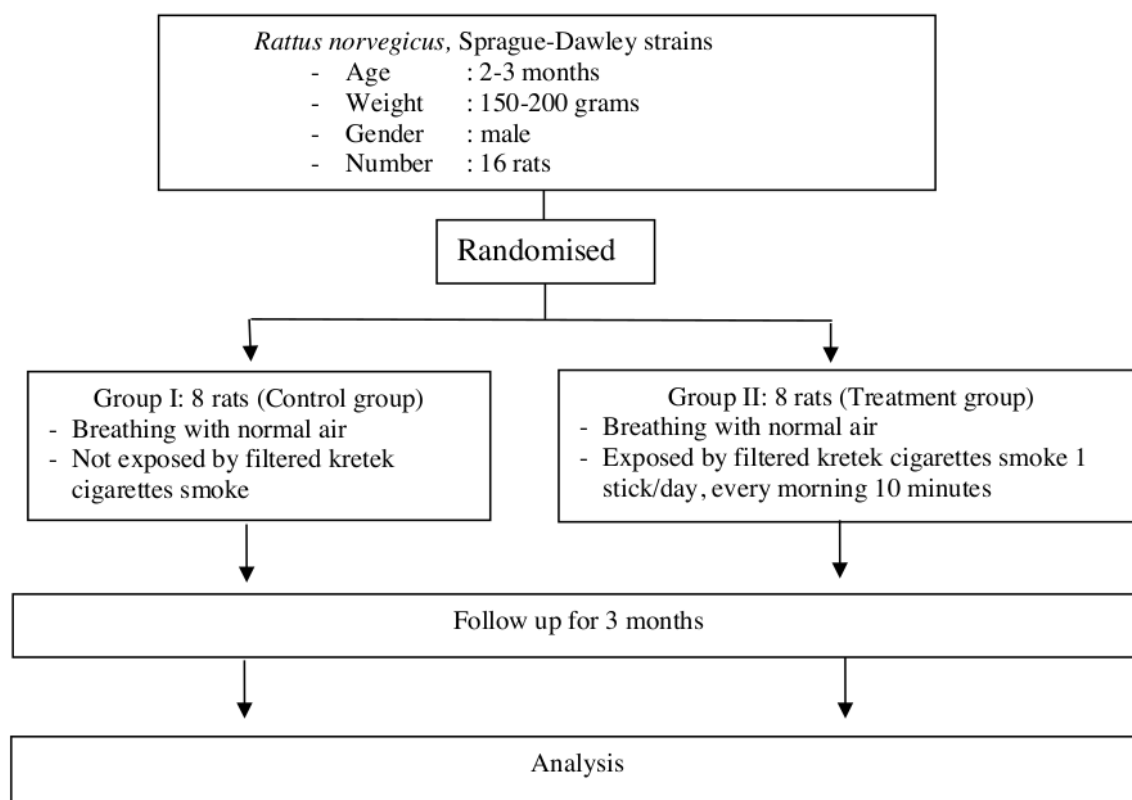 Rattus norvegicus, Sprague-Dawley strains
- Age : 2-3 months
- Weight : 150-200 grams
- Gender : male
- Number : 16 rats
Randomised
Group I: 8 rats (Control group)
- Breathing with normal air
- Not exposed by filtered kretek
cigarettes smoke
Group II: 8 rats (Treatment group)
- Breathing with normal air
- Exposed by filtered kretek cigarettes smoke 1
stick/day, every morning 10 minutes
Follow up for 3 months
Analysis